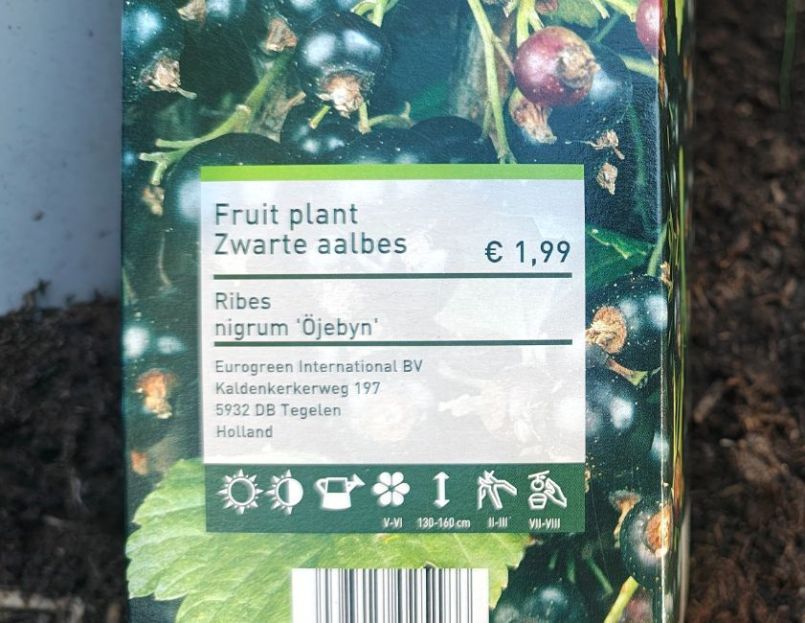 Fruit plant
Zwarte aalbes
€ 1,99
Ribes
nigrum 'Öjebyn'
Eurogreen International BV
Kaldenkerkerweg 197
5932 DB Tegelen
Holland
V-VI 130-160 cm II-III VII-VIII